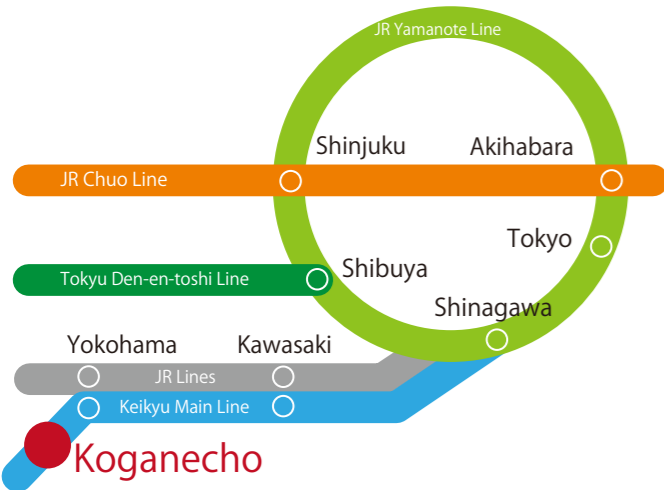 JR Yamanote Line
Shinjuku
Akihabara
JR Chuo Line
Tokyo
Shibuya
Tokyu Den-en-toshi Line
Shinagawa
Yokohama
Kawasaki
JR Lines
Keikyu Main Line
Koganecho